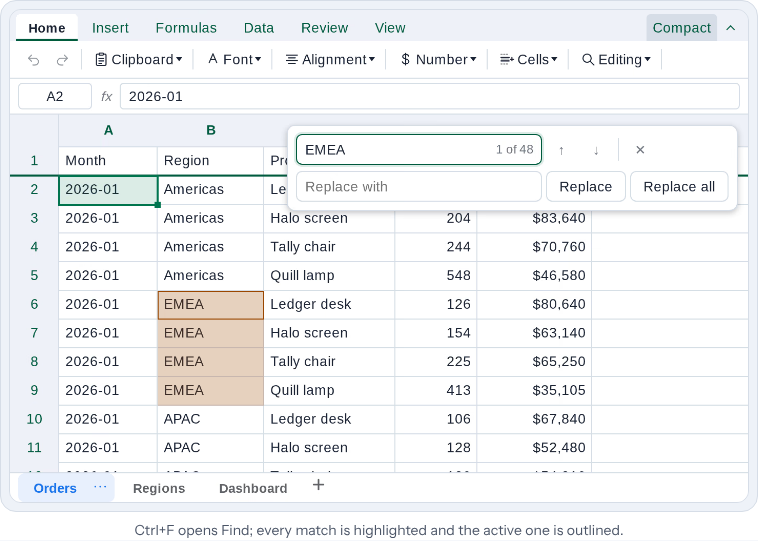 Home Insert Formulas Data Review View Compact
Clipboard Font Alignment $ Number Cells Editing
A2 fx 2026-01
A B
EMEA 1 of 48 ↑ ↓ ✕
Replace with Replace Replace all
1 Month Region
2 2026-01 Americas
3 2026-01 Americas Halo screen 204 $83,640
4 2026-01 Americas Tally chair 244 $70,760
5 2026-01 Americas Quill lamp 548 $46,580
6 2026-01 EMEA Ledger desk 126 $80,640
7 2026-01 EMEA Halo screen 154 $63,140
8 2026-01 EMEA Tally chair 225 $65,250
9 2026-01 EMEA Quill lamp 413 $35,105
10 2026-01 APAC Ledger desk 106 $67,840
11 2026-01 APAC Halo screen 128 $52,480
Orders ··· Regions Dashboard +
Ctrl+F opens Find; every match is highlighted and the active one is outlined.